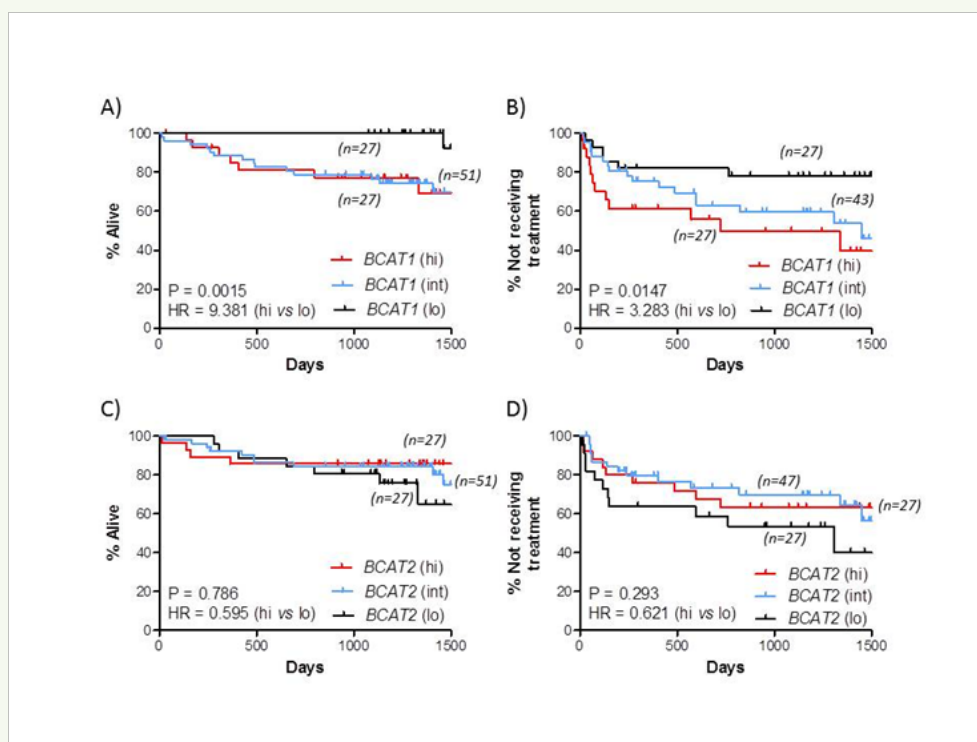 A)
100
80
60
40
20
0
% Alive
(n=27)
(n=51)
(n=27)
BCAT1 (hi)
BCAT1 (int)
BCAT1 (lo)
P = 0.0015
HR = 9.381 (hi vs lo)
0
500
1000
1500
Days
B)
100
80
60
40
20
0
% Not receiving
treatment
(n=27)
(n=43)
(n=27)
BCAT1 (hi)
BCAT1 (int)
BCAT1 (lo)
P = 0.0147
HR = 3.283 (hi vs lo)
0
500
1000
1500
Days
C)
100
80
60
40
20
0
% Alive
(n=27)
(n=51)
(n=27)
BCAT2 (hi)
BCAT2 (int)
BCAT2 (lo)
P = 0.786
HR = 0.595 (hi vs lo)
0
500
1000
1500
Days
D)
100
80
60
40
20
0
% Not receiving
treatment
(n=47)
(n=27)
(n=27)
BCAT2 (hi)
BCAT2 (int)
BCAT2 (lo)
P = 0.293
HR = 0.621 (hi vs lo)
0
500
1000
1500
Days